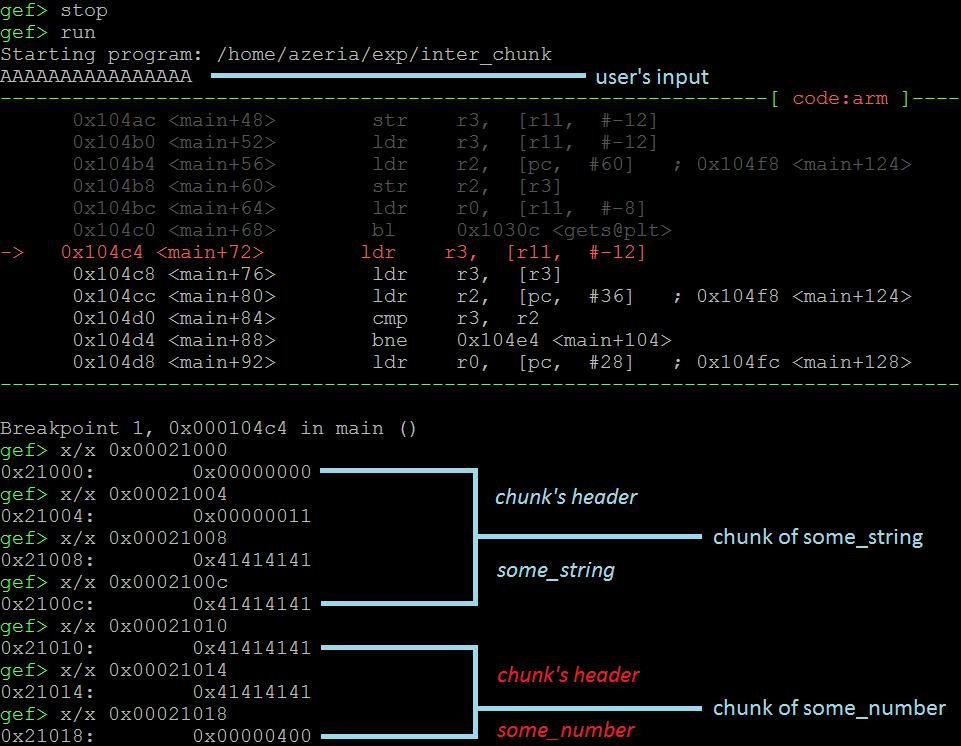 gef> stop
gef> run
Starting program: /home/azeria/exp/inter_chunk
AAAAAAAAAAAAAAAA user's input
----------------------------------------------------------------[ code:arm ]----
0x104ac <main+48> str r3, [r11, #-12]
0x104b0 <main+52> ldr r3, [r11, #-12]
0x104b4 <main+56> ldr r2, [pc, #60] ; 0x104f8 <main+124>
0x104b8 <main+60> str r2, [r3]
0x104bc <main+64> ldr r0, [r11, #-8]
0x104c0 <main+68> bl 0x1030c <gets@plt>
-> 0x104c4 <main+72> ldr r3, [r11, #-12]
0x104c8 <main+76> ldr r3, [r3]
0x104cc <main+80> ldr r2, [pc, #36] ; 0x104f8 <main+124>
0x104d0 <main+84> cmp r3, r2
0x104d4 <main+88> bne 0x104e4 <main+104>
0x104d8 <main+92> ldr r0, [pc, #28] ; 0x104fc <main+128>
--------------------------------------------------------------------------------
Breakpoint 1, 0x000104c4 in main ()
gef> x/x 0x00021000
0x21000: 0x00000000
gef> x/x 0x00021004 chunk's header
0x21004: 0x00000011
gef> x/x 0x00021008 chunk of some_string
0x21008: 0x41414141 some_string
gef> x/x 0x0002100c
0x2100c: 0x41414141
gef> x/x 0x00021010
0x21010: 0x41414141
gef> x/x 0x00021014 chunk's header
0x21014: 0x41414141
gef> x/x 0x00021018 chunk of some_number
0x21018: 0x00000400 some_number